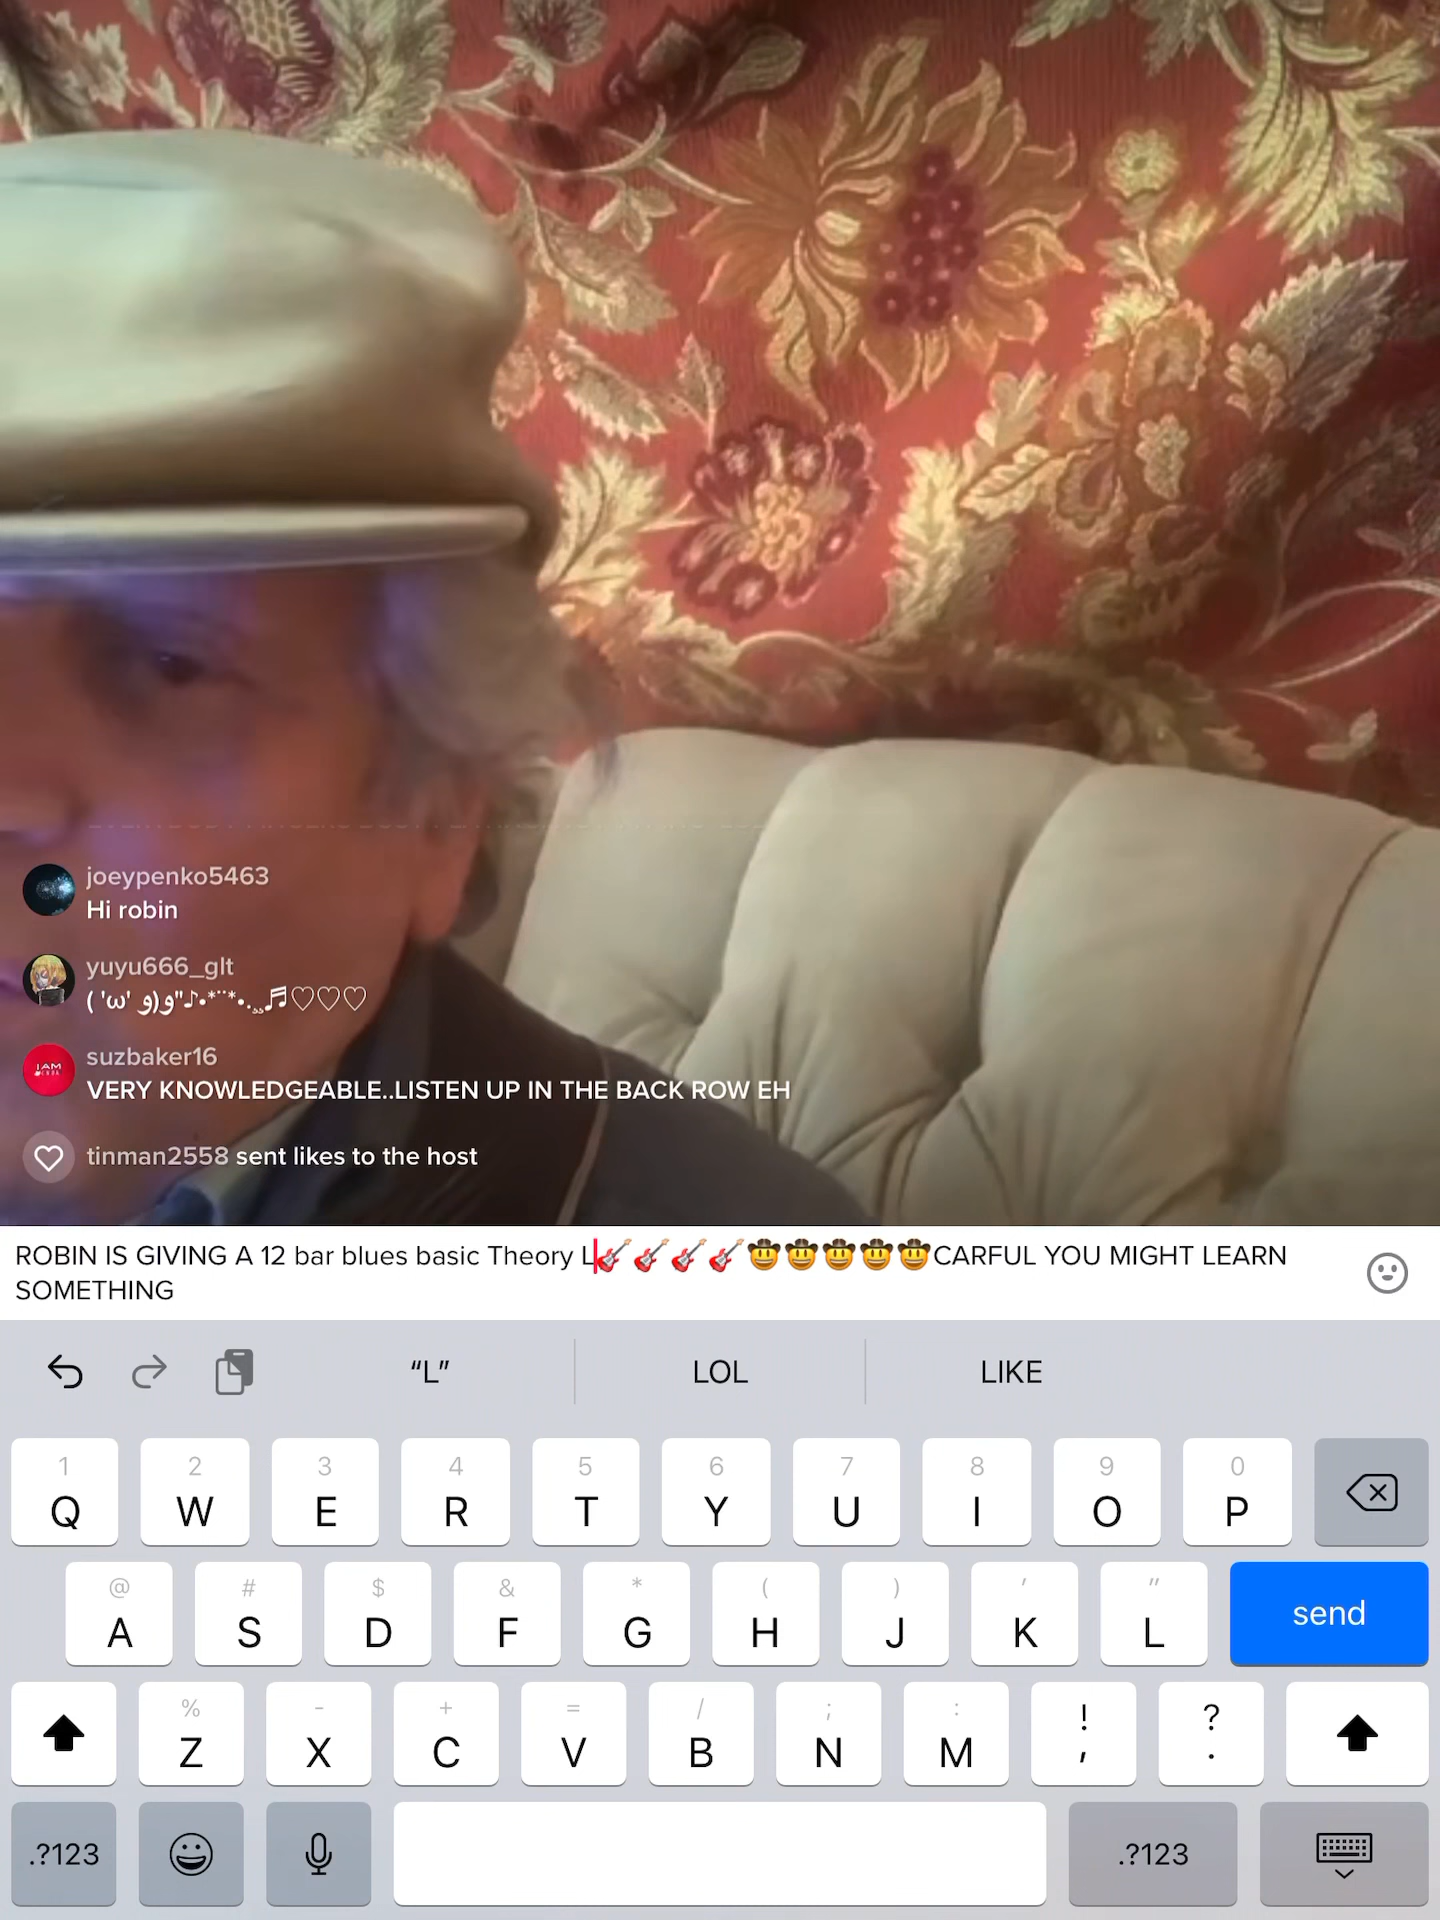 joeypenko5463
Hi robin
yuyu666_glt
( 'ω' و)و"♪•*¨*•.¸¸♬♡♡♡
suzbaker16
I AM
VERY KNOWLEDGEABLE..LISTEN UP IN THE BACK ROW EH
tinman2558 sent likes to the host
ROBIN IS GIVING A 12 bar blues basic Theory L🎸🎸🎸🎸🤠🤠🤠🤠🤠CARFUL YOU MIGHT LEARN
SOMETHING
“L” LOL LIKE
1 2 3 4 5 6 7 8 9 0
Q W E R T Y U I O P
@ # $ & * ( ) ' "
A S D F G H J K L send
% - + = / ; : ! ?
Z X C V B N M , .
.?123 .?123